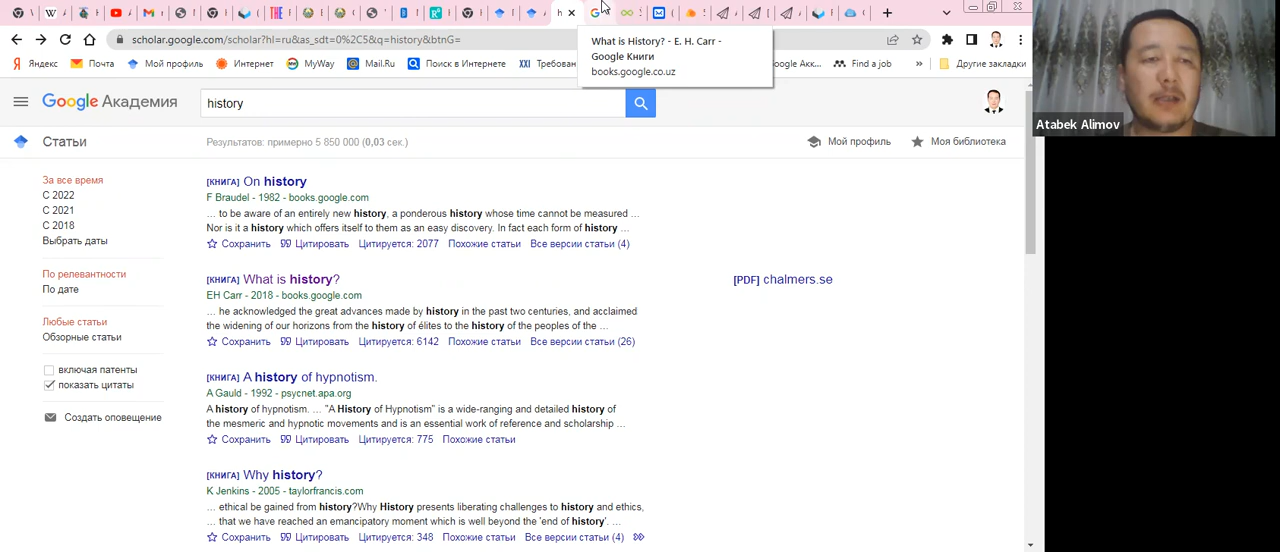 What is History? - E. H. Carr -
Google Книги
books.google.co.uz
scholar.google.com/scholar?hl=ru&as_sdt=0%2C5&q=history&btnG=
Яндекс
Почта
Мой профиль
Интернет
MyWay
Mail.Ru
Поиск в Интернете
Требован
Google Акк...
Find a job
»
Другие закладки
Google Академия
history
Статьи
Результатов: примерно 5 850 000 (0,03 сек.)
Мой профиль
Моя библиотека
За все время
С 2022
С 2021
С 2018
Выбрать даты
По релевантности
По дате
Любые статьи
Обзорные статьи
включая патенты
показать цитаты
Создать оповещение
[КНИГА] On history
F Braudel - 1982 - books.google.com
... to be aware of an entirely new history, a ponderous history whose time cannot be measured ...
Nor is it a history which offers itself to them as an easy discovery. In fact each form of history ...
Сохранить Цитировать Цитируется: 2077 Похожие статьи Все версии статьи (4)
[КНИГА] What is history?
EH Carr - 2018 - books.google.com
... he acknowledged the great advances made by history in the past two centuries, and acclaimed
the widening of our horizons from the history of élites to the history of the peoples of the ...
Сохранить Цитировать Цитируется: 6142 Похожие статьи Все версии статьи (26)
[PDF] chalmers.se
[КНИГА] A history of hypnotism.
A Gauld - 1992 - psycnet.apa.org
A history of hypnotism. ... "A History of Hypnotism" is a wide-ranging and detailed history of
the mesmeric and hypnotic movements and is an essential work of reference and scholarship ...
Сохранить Цитировать Цитируется: 775 Похожие статьи
[КНИГА] Why history?
K Jenkins - 2005 - taylorfrancis.com
... ethical be gained from history?Why History presents liberating challenges to history and ethics,
... that we have reached an emancipatory moment which is well beyond the 'end of history'. ...
Сохранить Цитировать Цитируется: 348 Похожие статьи Все версии статьи (4)
Atabek Alimov